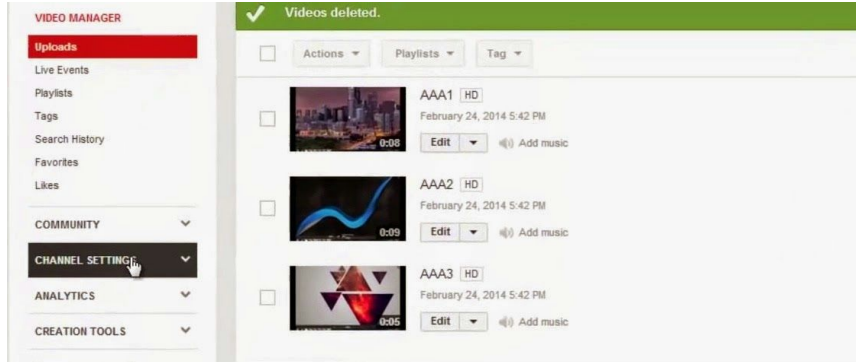 VIDEO MANAGER
Uploads
Live Events
Playlists
Tags
Search History
Favorites
Likes
COMMUNITY
CHANNEL SETTING
ANALYTICS
CREATION TOOLS
Videos deleted.
Actions Playlists Tag
AAA1 HD
February 24, 2014 5:42 PM
0:08
Edit Add music
AAA2 HD
February 24, 2014 5:42 PM
0:09
Edit Add music
AAA3 HD
February 24, 2014 5:42 PM
0:05
Edit Add music